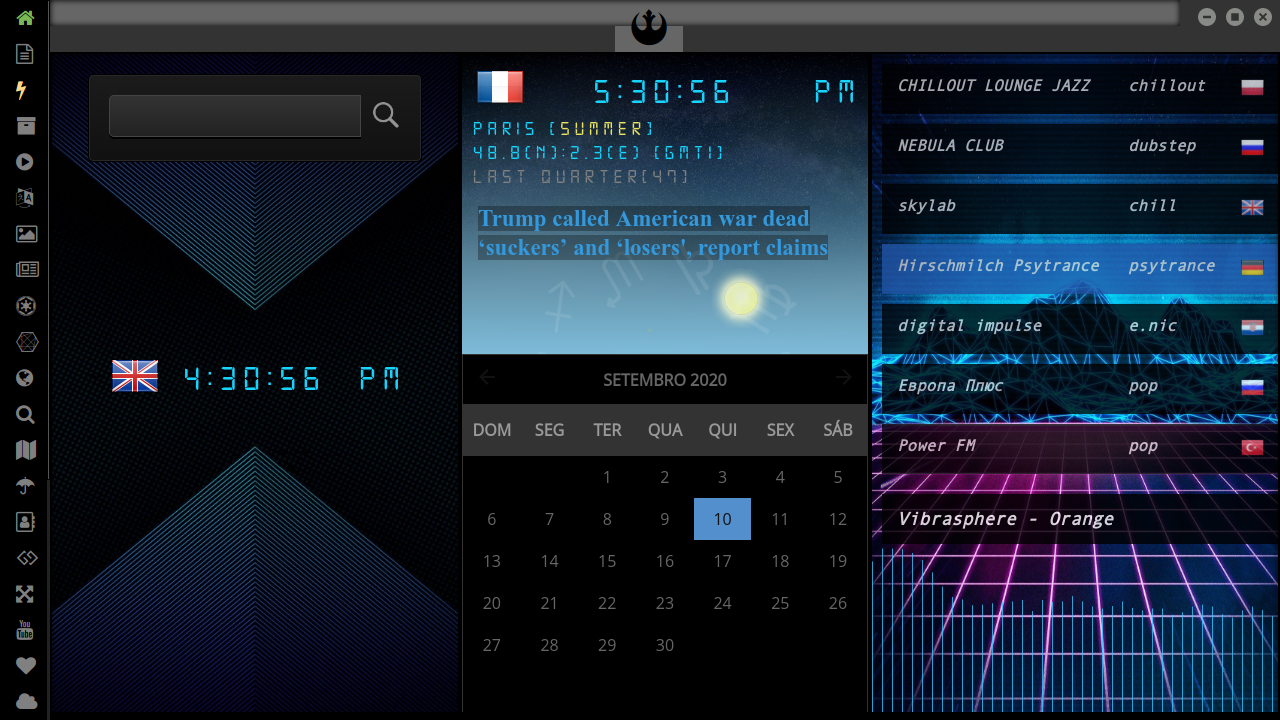 You
Tube
4:30:56 PM
5:30:56 PM
PARIS (SUMMER)
48.8(N):2.3(E) (GMT1)
LAST QUARTER(47)
Trump called American war dead
‘suckers’ and ‘losers', report claims
SETEMBRO 2020
DOM SEG TER QUA QUI SEX SÁB
1 2 3 4 5
6 7 8 9 10 11 12
13 14 15 16 17 18 19
20 21 22 23 24 25 26
27 28 29 30
CHILLOUT LOUNGE JAZZ chillout
NEBULA CLUB dubstep
skylab chill
Hirschmilch Psytrance psytrance
digital impulse e.nic
Европа Плюс pop
Power FM pop
Vibrasphere - Orange